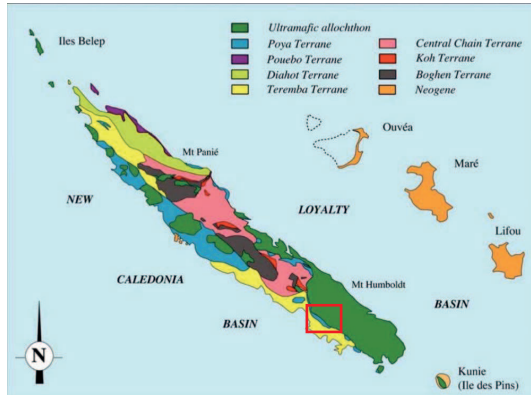 Iles Belep
Ultramafic allochthon
Poya Terrane
Pouebo Terrane
Diahot Terrane
Teremba Terrane
Central Chain Terrane
Koh Terrane
Boghen Terrane
Neogene
Ouvéa
Mt Panié
Maré
NEW
LOYALTY
Lifou
CALEDONIA
Mt Humboldt
BASIN
BASIN
N
Kunie
(Ile des Pins)